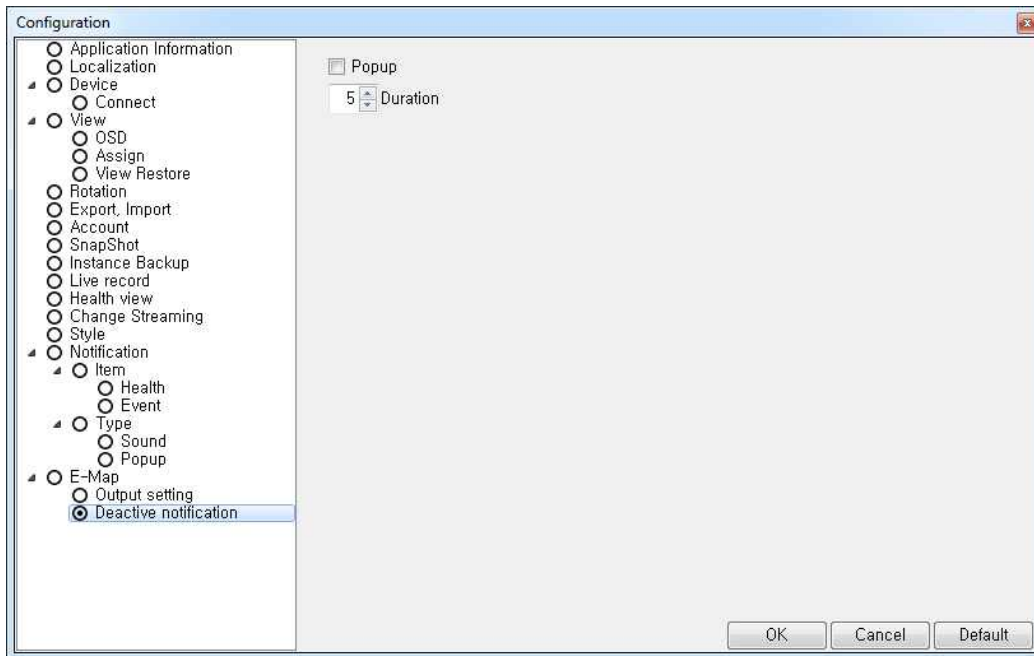 Configuration
Application Information
Localization
Device
Connect
View
OSD
Assign
View Restore
Rotation
Export, Import
Account
SnapShot
Instance Backup
Live record
Health view
Change Streaming
Style
Notification
Item
Health
Event
Type
Sound
Popup
E-Map
Output setting
Deactive notification
Popup
5 Duration
OK Cancel Default